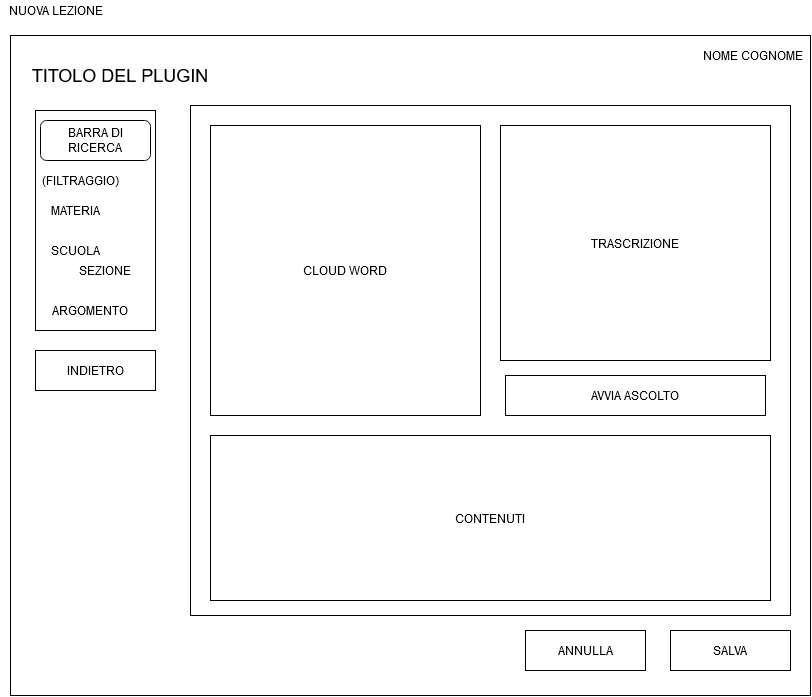 NUOVA LEZIONE
NOME COGNOME
TITOLO DEL PLUGIN
BARRA DI
RICERCA
(FILTRAGGIO)
MATERIA
SCUOLA
SEZIONE
ARGOMENTO
INDIETRO
CLOUD WORD
TRASCRIZIONE
AVVIA ASCOLTO
CONTENUTI
ANNULLA
SALVA